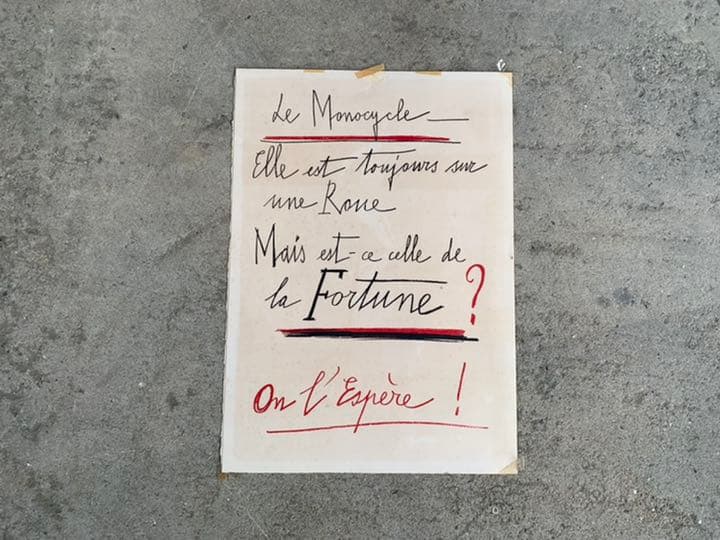 Le Monocycle —
Elle est toujours sur
une Roue
Mais est-ce celle de
la Fortune ?
On l'Espère !